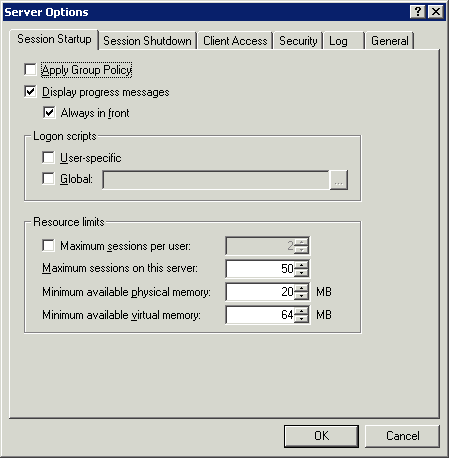 Server Options
Session Startup Session Shutdown Client Access Security Log General
Apply Group Policy
Display progress messages
Always in front
Logon scripts
User-specific
Global: ...
Resource limits
Maximum sessions per user: 2
Maximum sessions on this server: 50
Minimum available physical memory: 20 MB
Minimum available virtual memory: 64 MB
OK Cancel